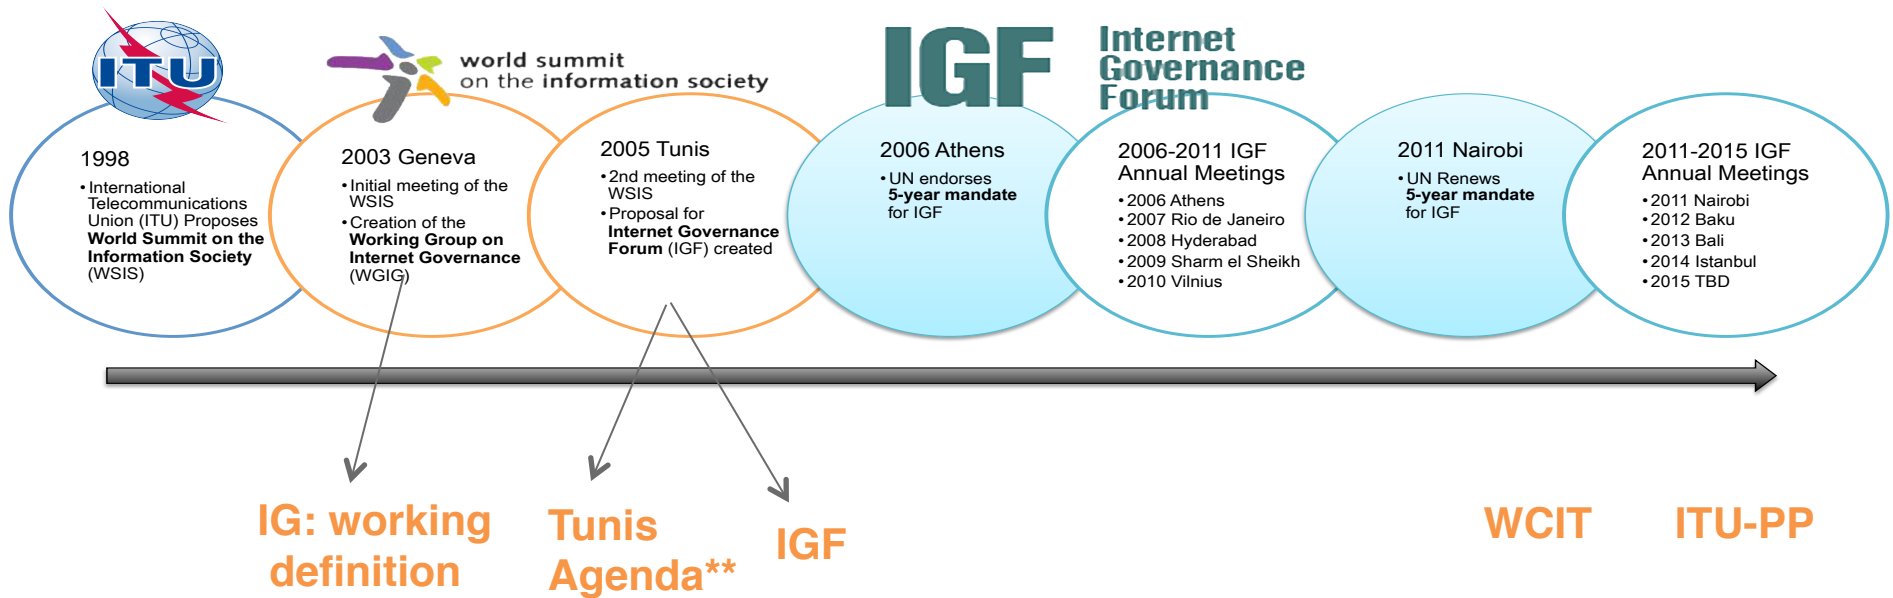 ITU
world summit
on the information society
IGF
Internet
Governance
Forum
1998
•International
Telecommunications
Union (ITU) Proposes
World Summit on the
Information Society
(WSIS)
2003 Geneva
•Initial meeting of the
WSIS
•Creation of the
Working Group on
Internet Governance
(WGIG)
2005 Tunis
•2nd meeting of the
WSIS
•Proposal for
Internet Governance
Forum (IGF) created
2006 Athens
•UN endorses
5-year mandate
for IGF
2006-2011 IGF
Annual Meetings
•2006 Athens
•2007 Rio de Janeiro
•2008 Hyderabad
•2009 Sharm el Sheikh
•2010 Vilnius
2011 Nairobi
•UN Renews
5-year mandate
for IGF
2011-2015 IGF
Annual Meetings
•2011 Nairobi
•2012 Baku
•2013 Bali
•2014 Istanbul
•2015 TBD
IG: working
definition
Tunis
Agenda**
IGF
WCIT
ITU-PP